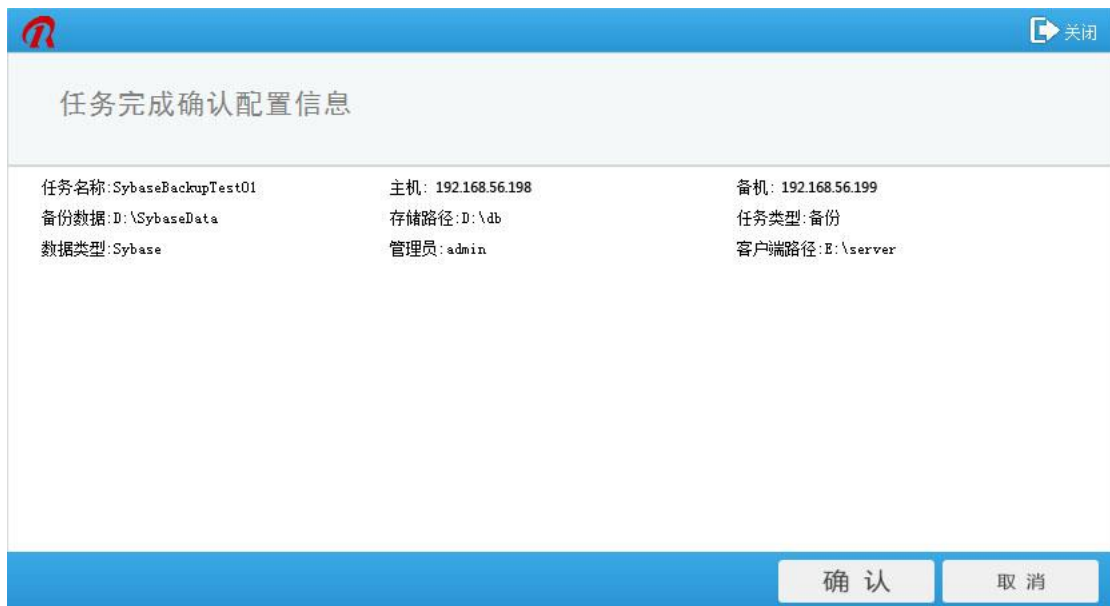 关闭
任务完成确认配置信息
任务名称:SybaseBackupTest01 主机: 192.168.56.198 备机: 192.168.56.199
备份数据:D:\SybaseData 存储路径:D:\db 任务类型:备份
数据类型:Sybase 管理员:admin 客户端路径:E:\server
确 认 取 消